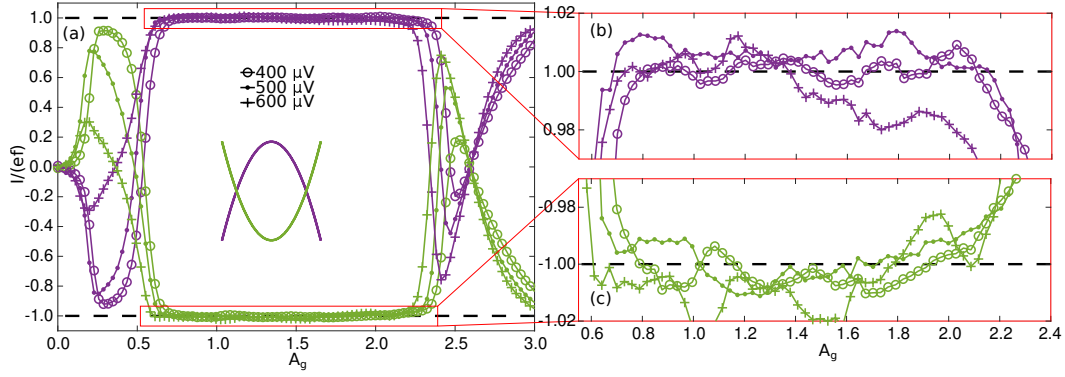 (a)
I/(ef)
1.0
0.8
0.6
0.4
0.2
0.0
-0.2
-0.4
-0.6
-0.8
-1.0
400 μV
500 μV
600 μV
0.0 0.5 1.0 1.5 2.0 2.5 3.0
A_g
(b)
1.02
1.00
0.98
(c)
-0.98
-1.00
-1.02
0.6 0.8 1.0 1.2 1.4 1.6 1.8 2.0 2.2 2.4
A_g